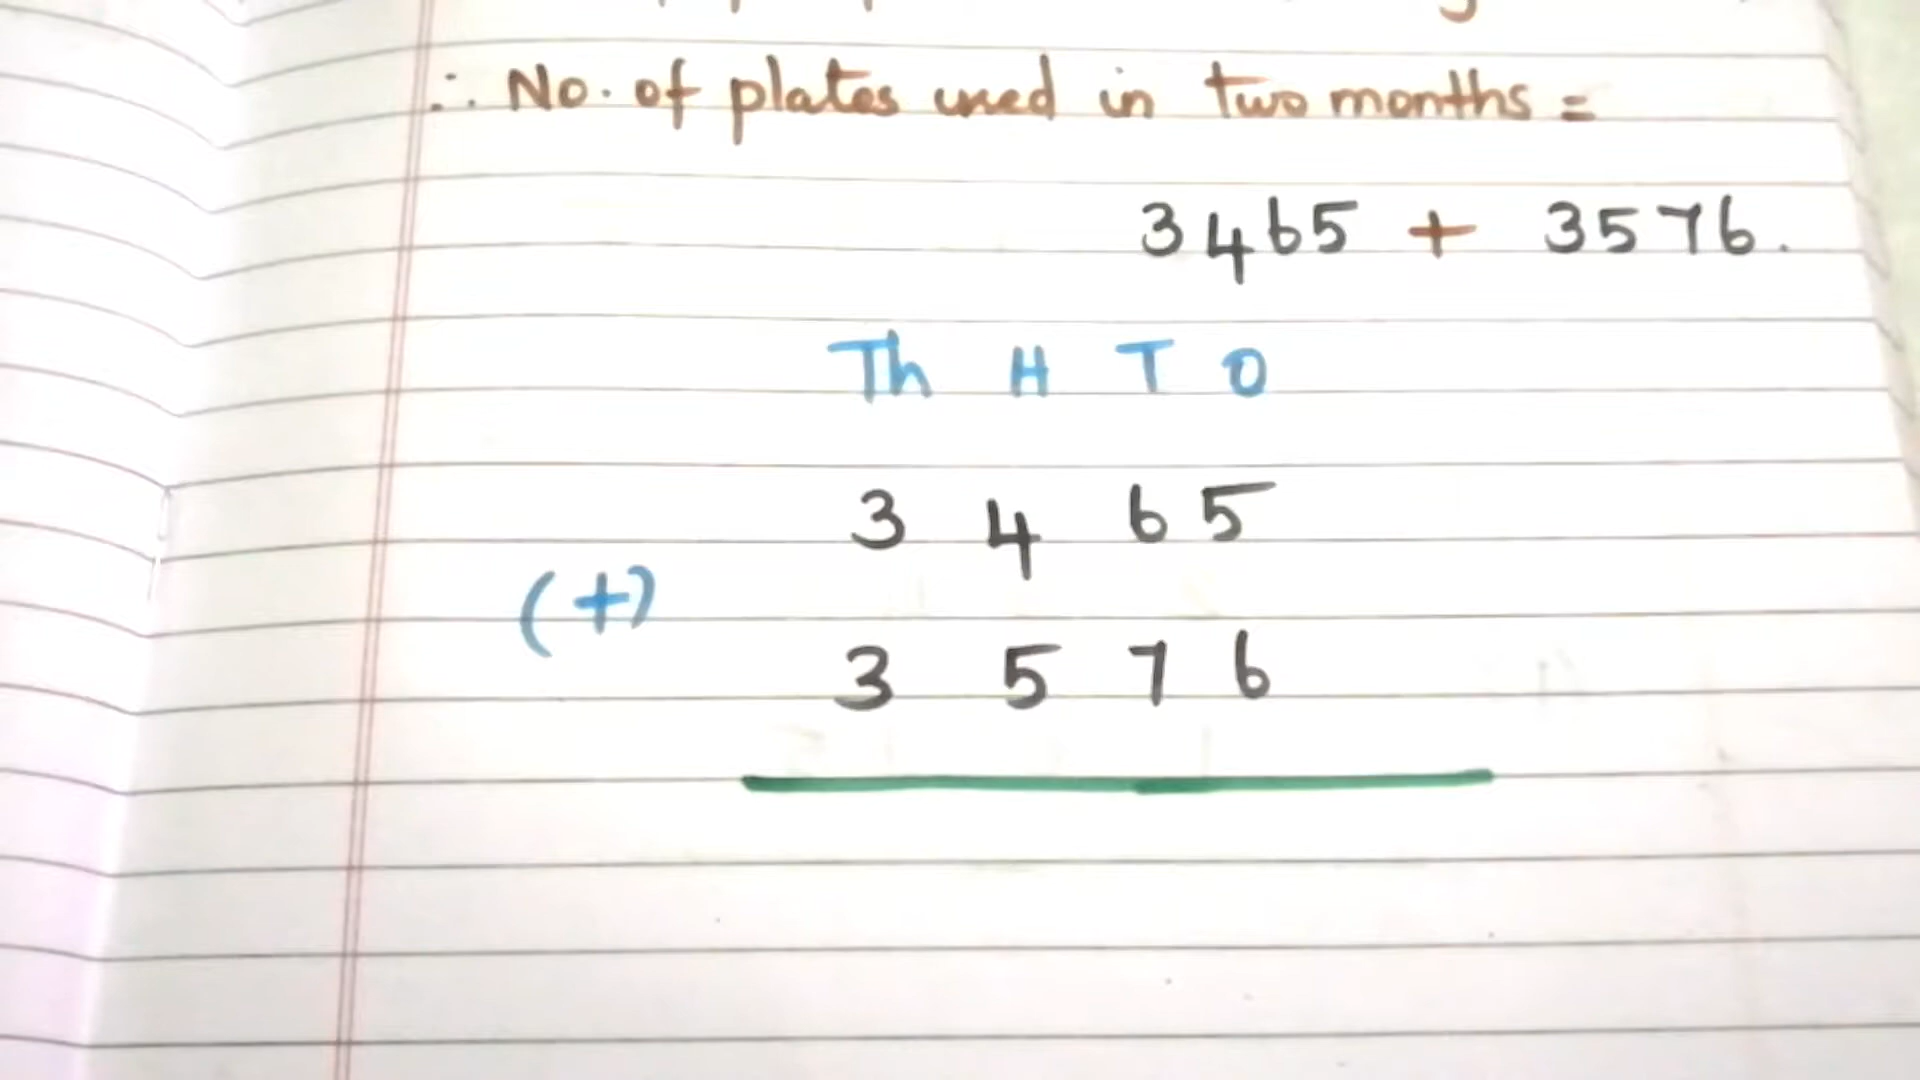 ∴ No. of plates used in two months =
3465 + 3576.
Th H T O
3 4 6 5
(+)
3 5 7 6